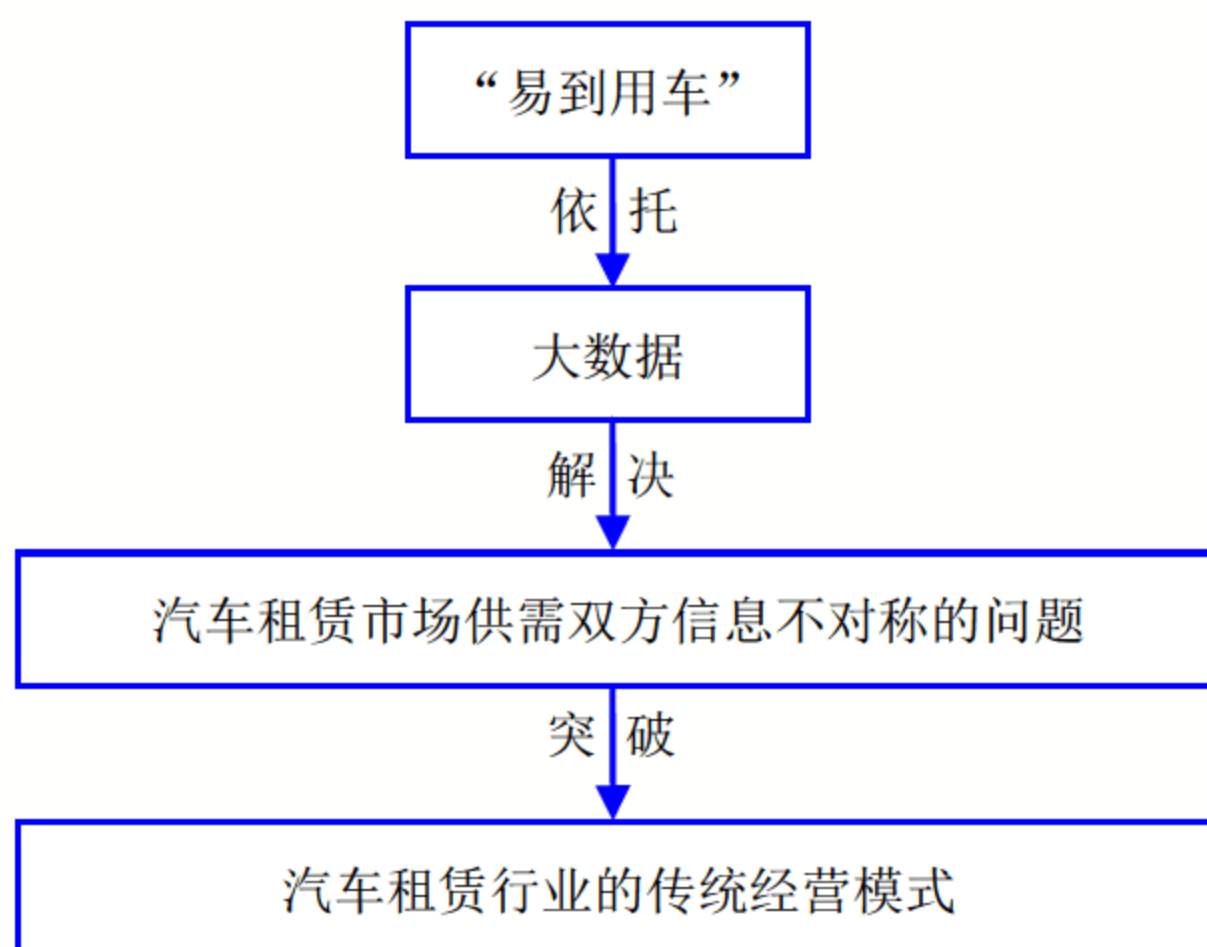 “易到用车”
依托
大数据
解决
汽车租赁市场供需双方信息不对称的问题
突破
汽车租赁行业的传统经营模式